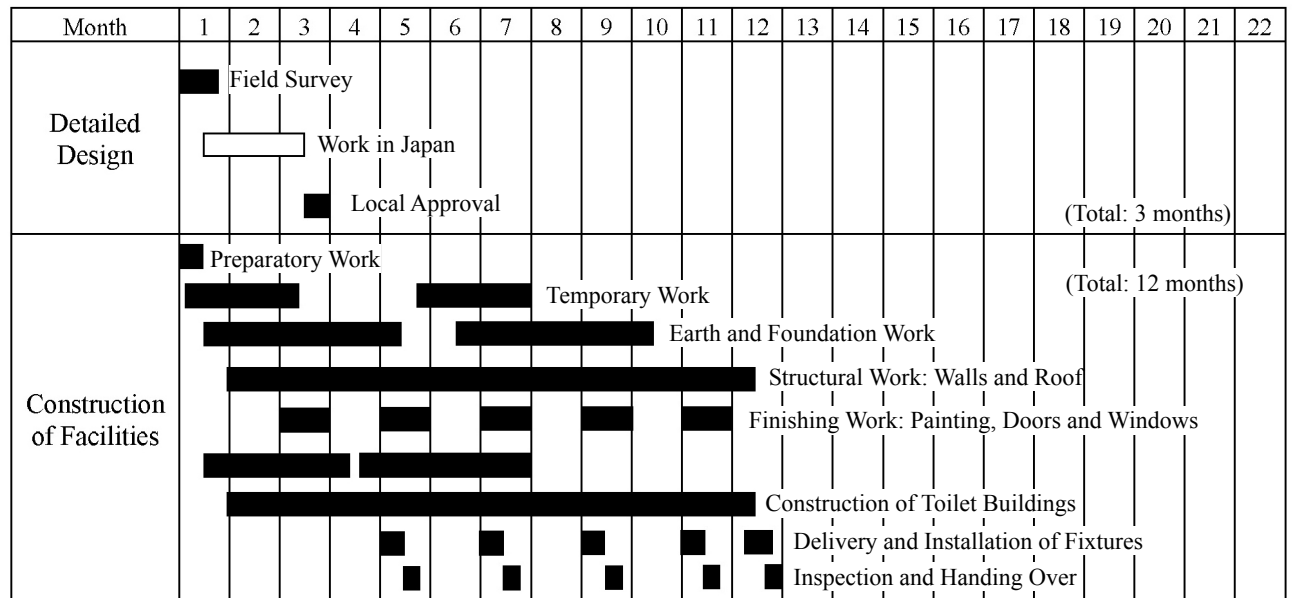 Month 1 2 3 4 5 6 7 8 9 10 11 12 13 14 15 16 17 18 19 20 21 22
Detailed
Design
Field Survey
Work in Japan
Local Approval
(Total: 3 months)
Construction
of Facilities
Preparatory Work
(Total: 12 months)
Temporary Work
Earth and Foundation Work
Structural Work: Walls and Roof
Finishing Work: Painting, Doors and Windows
Construction of Toilet Buildings
Delivery and Installation of Fixtures
Inspection and Handing Over